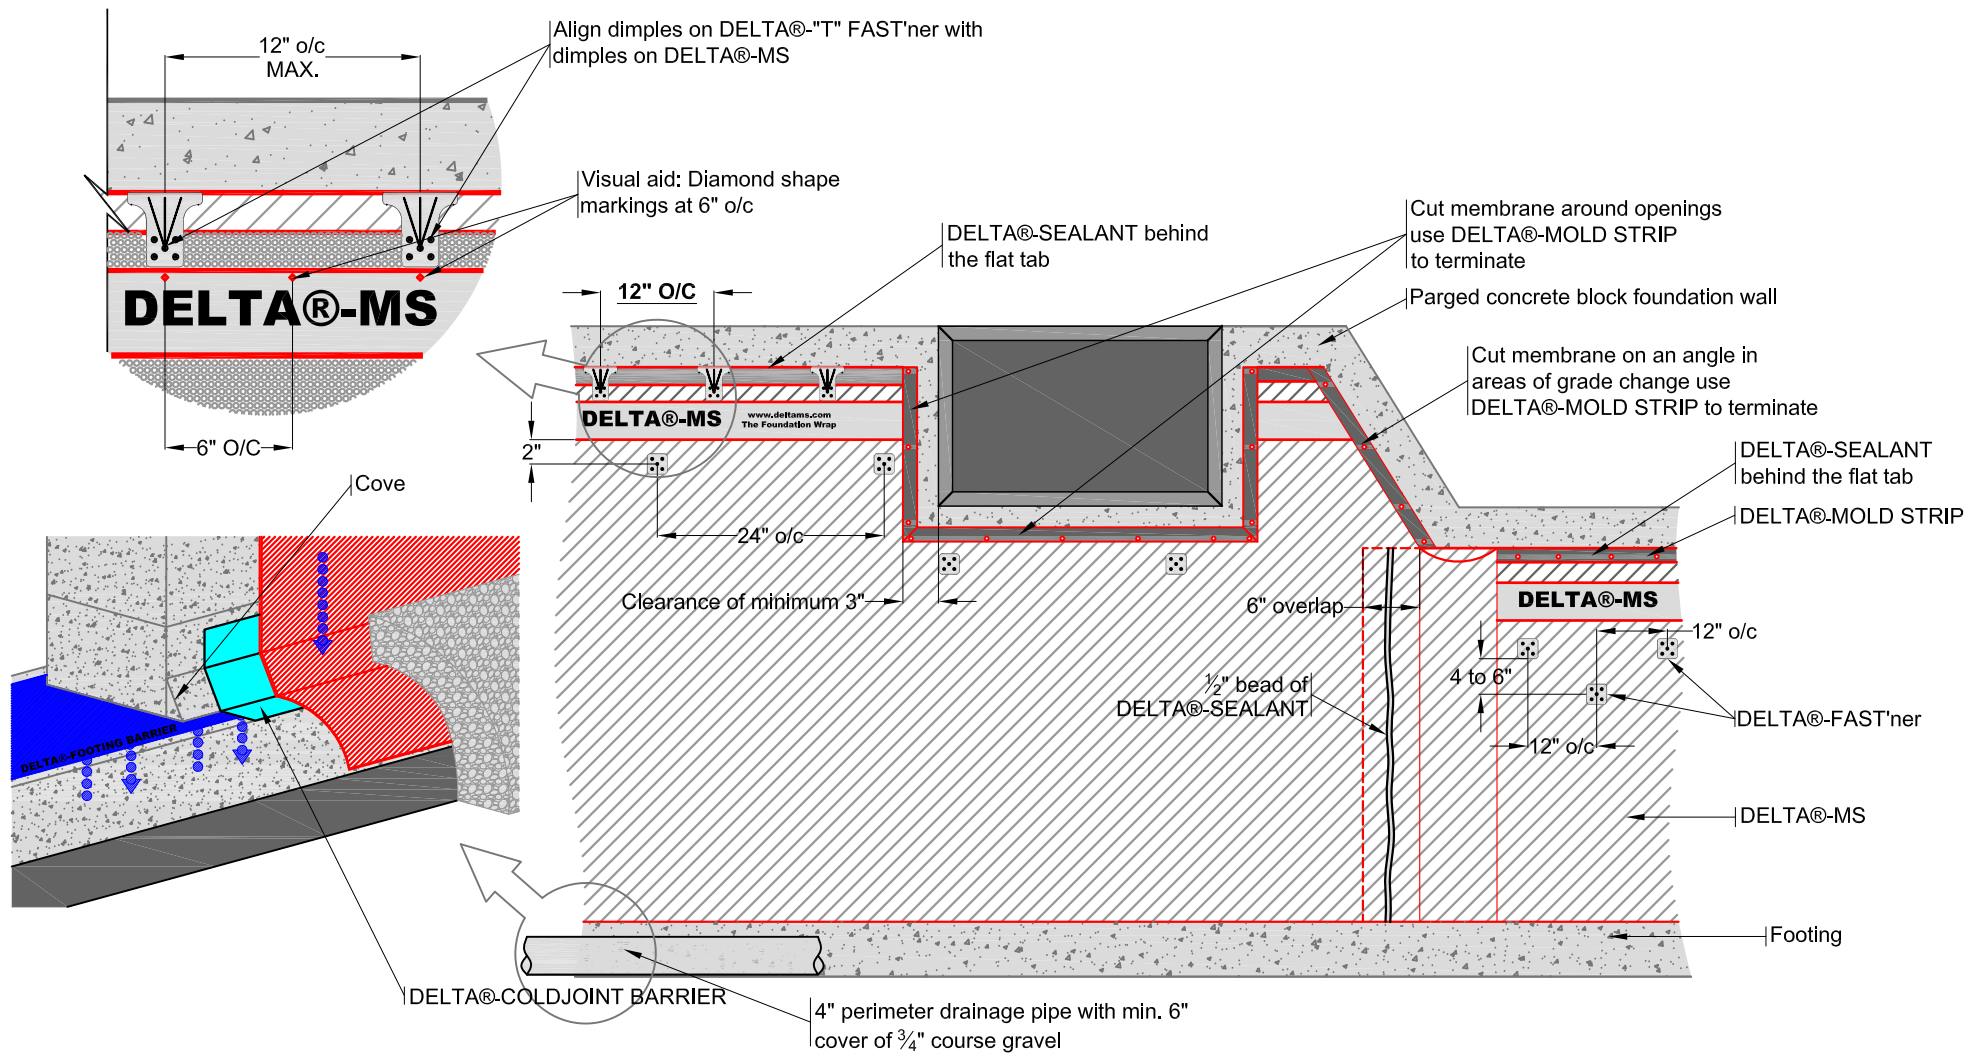 12" o/c
MAX.
Align dimples on DELTA®-"T" FAST'ner with
dimples on DELTA®-MS
Visual aid: Diamond shape
markings at 6" o/c
DELTA®-MS
6" O/C
DELTA®-SEALANT behind
the flat tab
Cut membrane around openings
use DELTA®-MOLD STRIP
to terminate
Parged concrete block foundation wall
Cut membrane on an angle in
areas of grade change use
DELTA®-MOLD STRIP to terminate
DELTA®-SEALANT
behind the flat tab
DELTA®-MOLD STRIP
12" O/C
DELTA®-MS
www.deltams.com
The Foundation Wrap
2"
24" o/c
Clearance of minimum 3"
6" overlap
½" bead of
DELTA®-SEALANT
DELTA®-MS
12" o/c
4 to 6"
12" o/c
DELTA®-FAST'ner
DELTA®-MS
Footing
Cove
DELTA®-FOOTING BARRIER
DELTA®-COLDJOINT BARRIER
4" perimeter drainage pipe with min. 6"
cover of ¾" course gravel